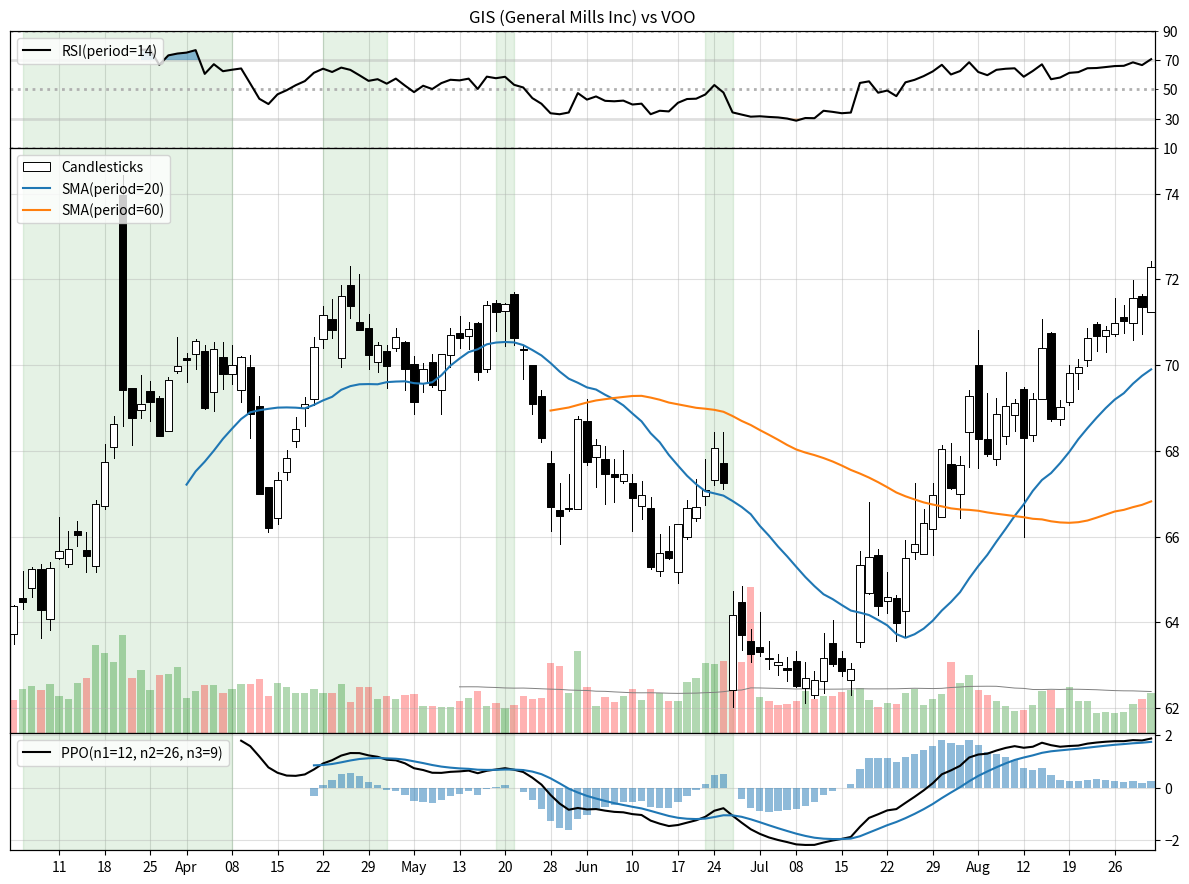 GIS (General Mills Inc) vs VOO
RSI(period=14)
90
70
50
30
10
Candlesticks
SMA(period=20)
SMA(period=60)
74
72
70
68
66
64
62
PPO(n1=12, n2=26, n3=9)
2
0
−2
11 18 25 Apr 08 15 22 29 May 13 20 28 Jun 10 17 24 Jul 08 15 22 29 Aug 12 19 26